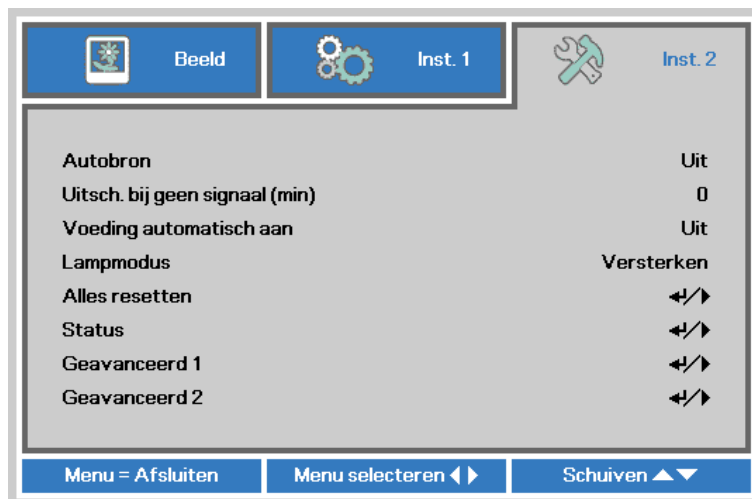 Beeld Inst. 1 Inst. 2
Autobron Uit
Uitsch. bij geen signaal (min) 0
Voeding automatisch aan Uit
Lampmodus Versterken
Alles resetten
Status
Geavanceerd 1
Geavanceerd 2
Menu = Afsluiten Menu selecteren Schuiven